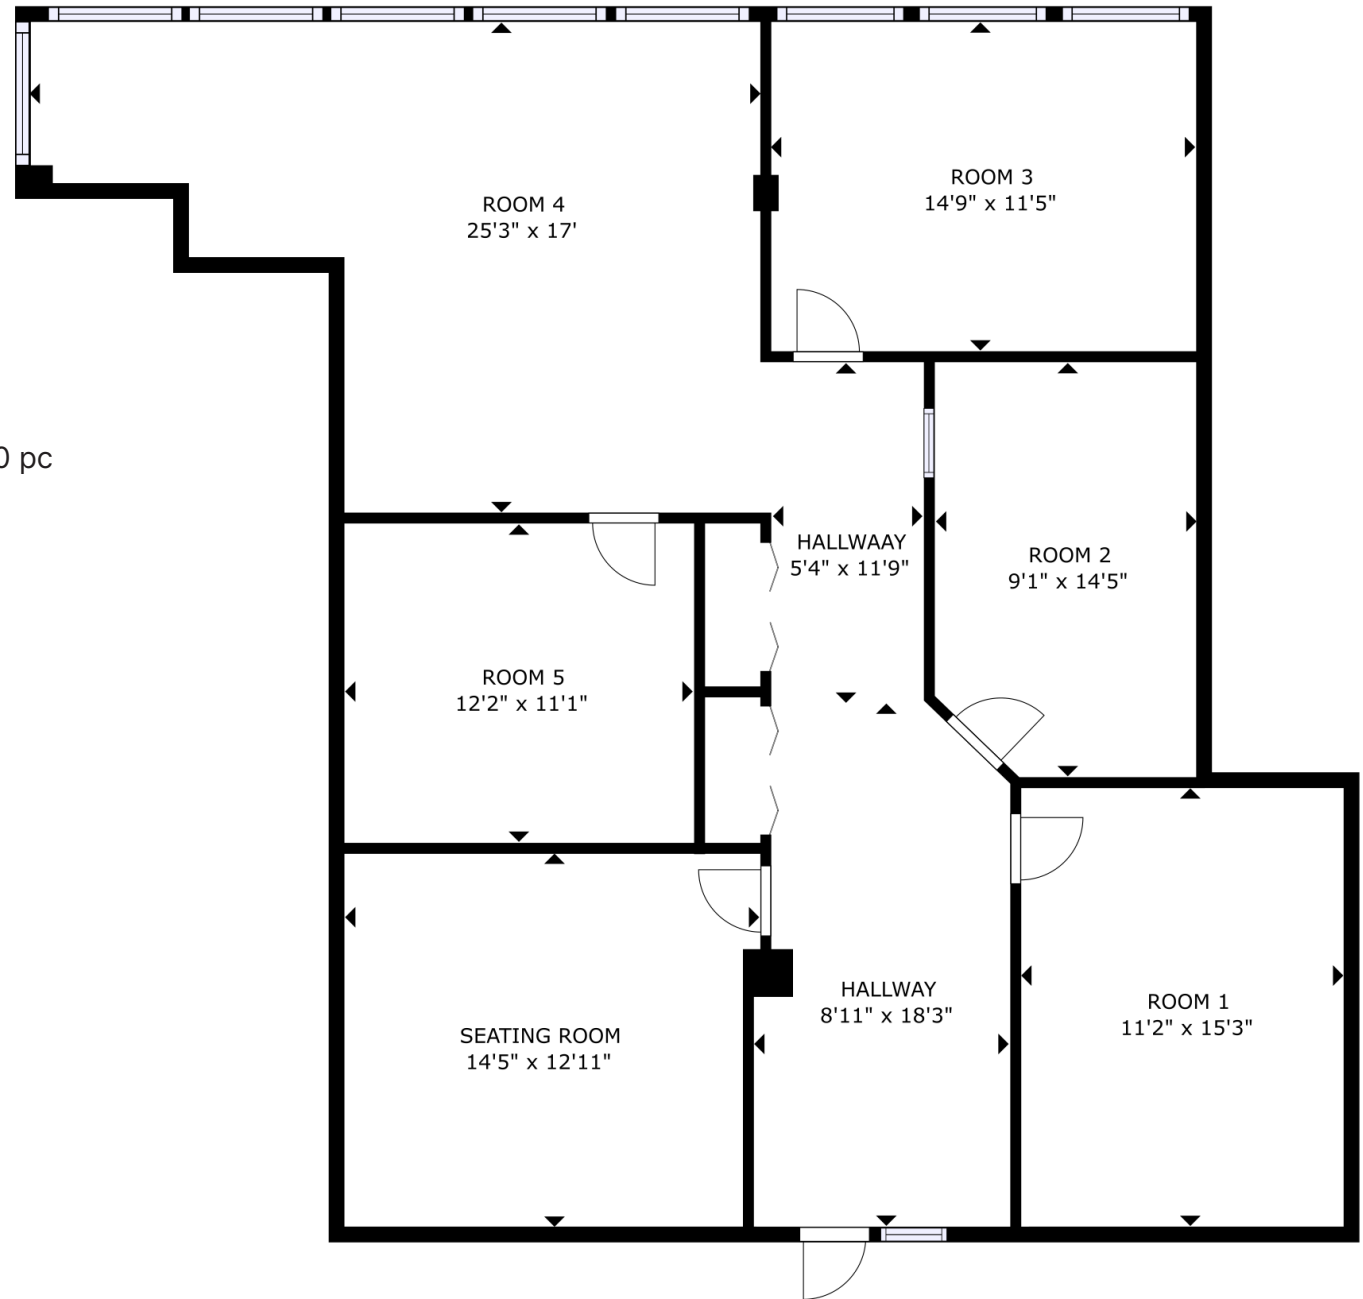 ROOM 3
14'9" x 11'5"
ROOM 4
25'3" x 17'
0 pc
HALLWAAY
5'4" x 11'9"
ROOM 2
9'1" x 14'5"
ROOM 5
12'2" x 11'1"
HALLWAY
8'11" x 18'3"
ROOM 1
11'2" x 15'3"
SEATING ROOM
14'5" x 12'11"